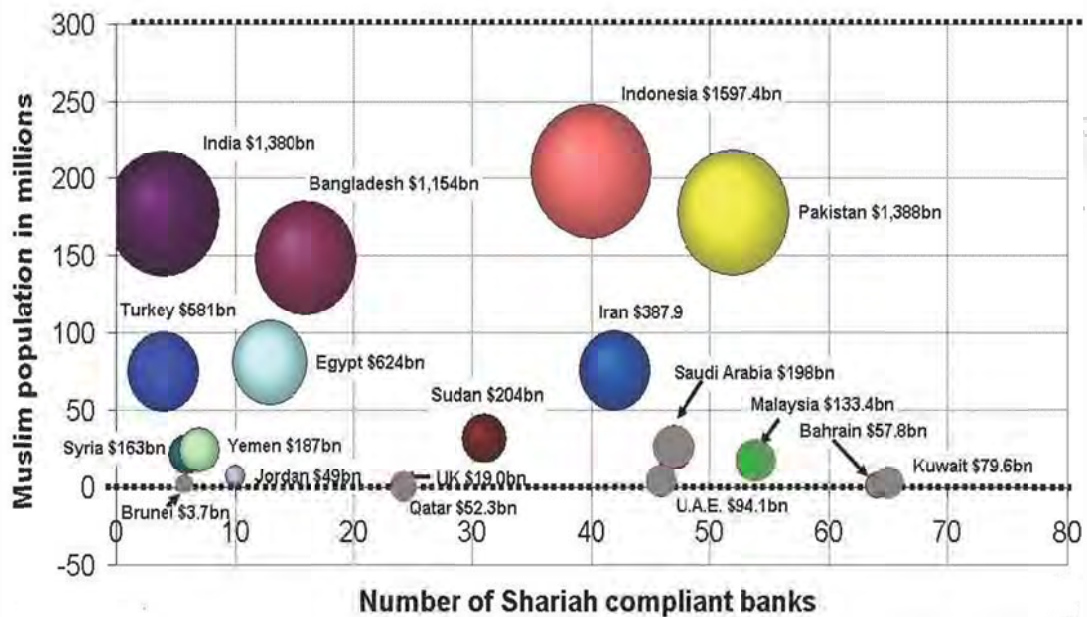 300
250
200
150
100
50
0
-50
Muslim population in millions
Indonesia $1597.4bn
India $1,380bn
Bangladesh $1,154bn
Pakistan $1,388bn
Turkey $581bn
Iran $387.9
Egypt $624bn
Saudi Arabia $198bn
Sudan $204bn
Malaysia $133.4bn
Bahrain $57.8bn
Syria $163bn
Yemen $187bn
Kuwait $79.6bn
Jordan $49bn
UK $19.0bn
Brunei $3.7bn
Qatar $52.3bn
U.A.E. $94.1bn
0 10 20 30 40 50 60 70 80
Number of Shariah compliant banks